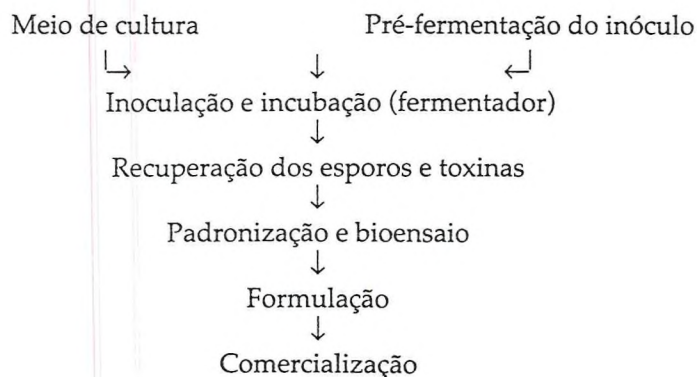 Meio de cultura Pré-fermentação do inóculo
Inoculação e incubação (fermentador)
Recuperação dos esporos e toxinas
Padronização e bioensaio
Formulação
Comercialização